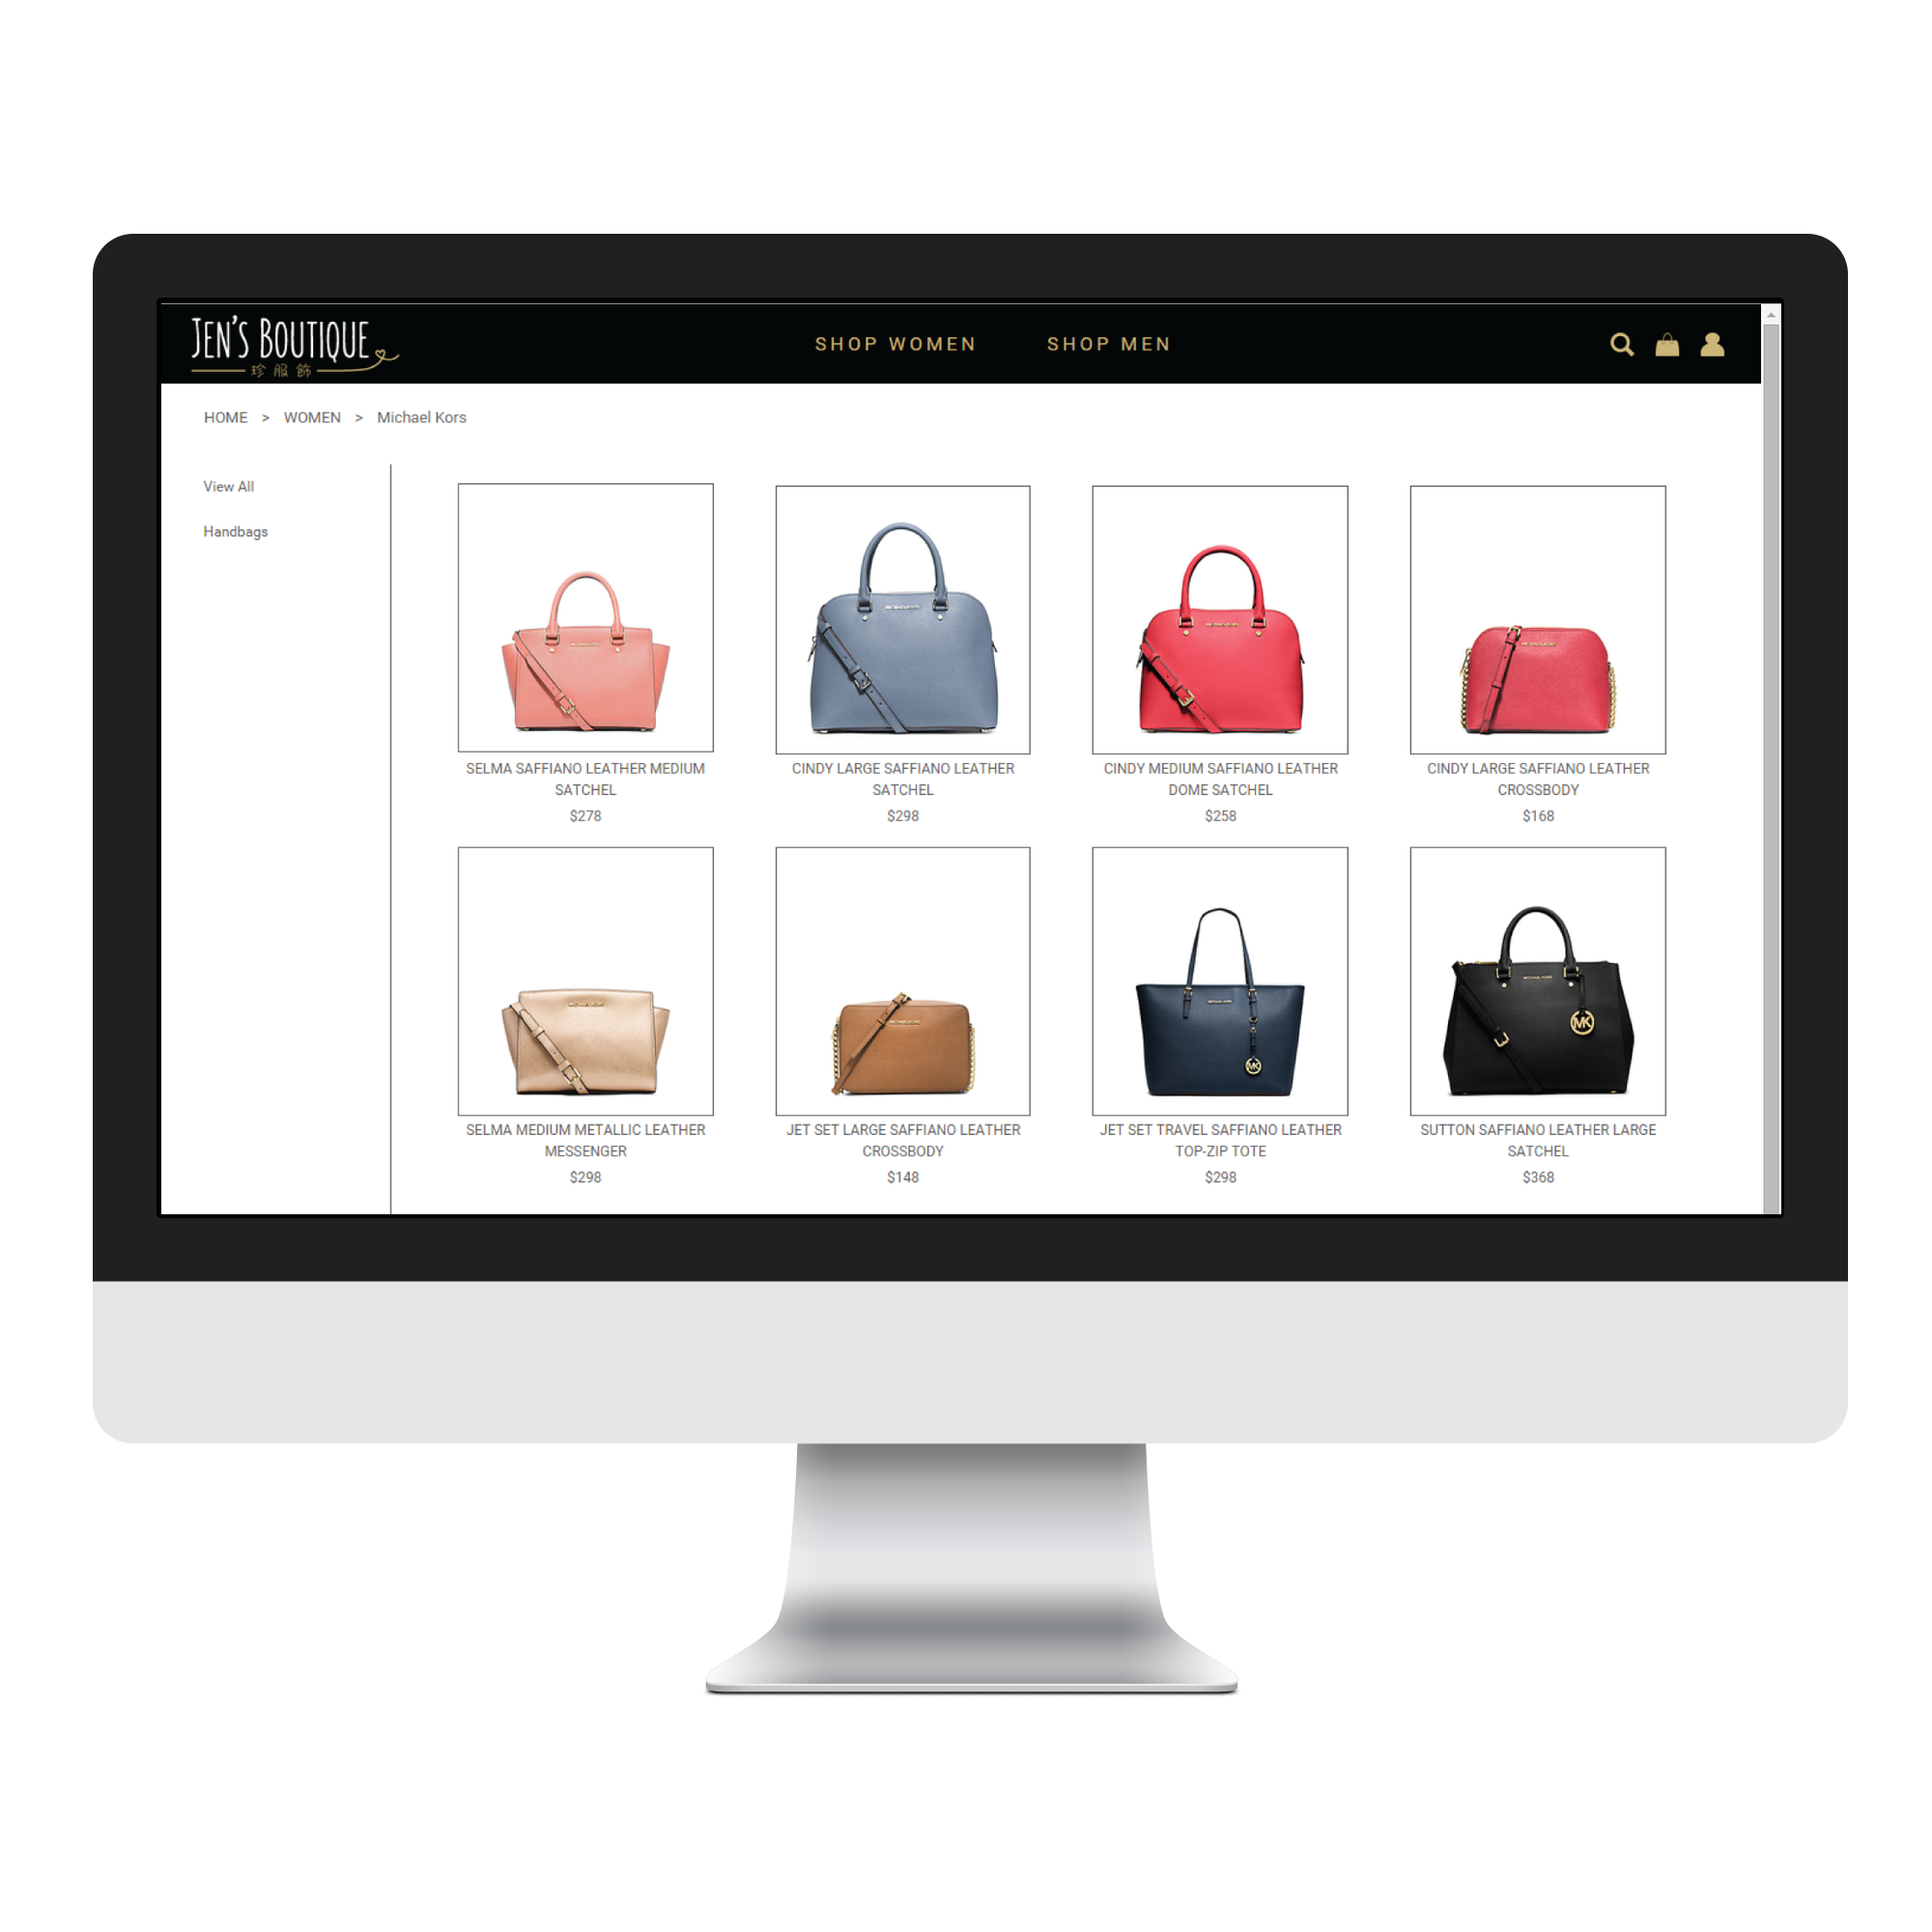 JEN'S BOUTIQUE
珍服飾
SHOP WOMEN
SHOP MEN
HOME > WOMEN > Michael Kors
View All
Handbags
SELMA SAFFIANO LEATHER MEDIUM
SATCHEL
$278
CINDY LARGE SAFFIANO LEATHER
SATCHEL
$298
CINDY MEDIUM SAFFIANO LEATHER
DOME SATCHEL
$258
CINDY LARGE SAFFIANO LEATHER
CROSSBODY
$168
MK
MK
SELMA MEDIUM METALLIC LEATHER
MESSENGER
$298
JET SET LARGE SAFFIANO LEATHER
CROSSBODY
$148
JET SET TRAVEL SAFFIANO LEATHER
TOP-ZIP TOTE
$298
SUTTON SAFFIANO LEATHER LARGE
SATCHEL
$368